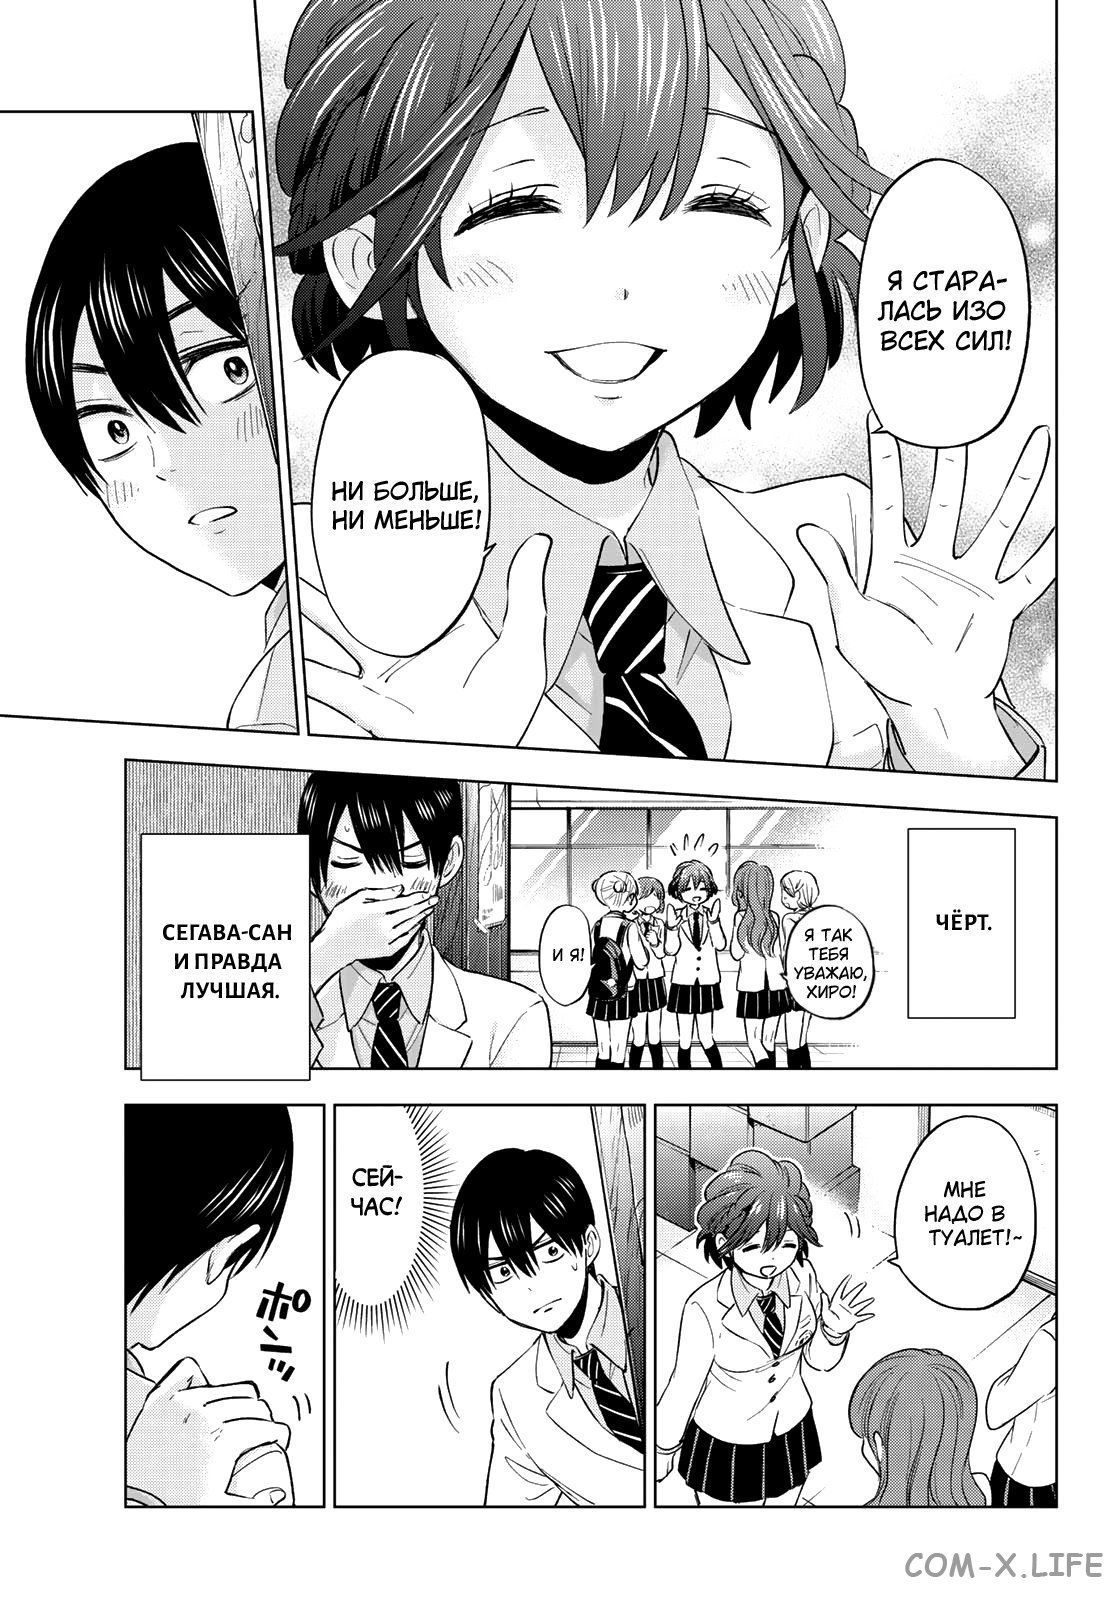 Я СТАРА-
ЛАСЬ ИЗО
ВСЕХ СИЛ!
НИ БОЛЬШЕ,
НИ МЕНЬШЕ!
ЧЁРТ.
Я ТАК
ТЕБЯ
УВАЖАЮ,
ХИРО!
И Я!
СЕГАВА-САН
И ПРАВДА
ЛУЧШАЯ.
МНЕ
НАДО В
ТУАЛЕТ!~
СЕЙ-
ЧАС!
ポンッ
COM-X.LIFE